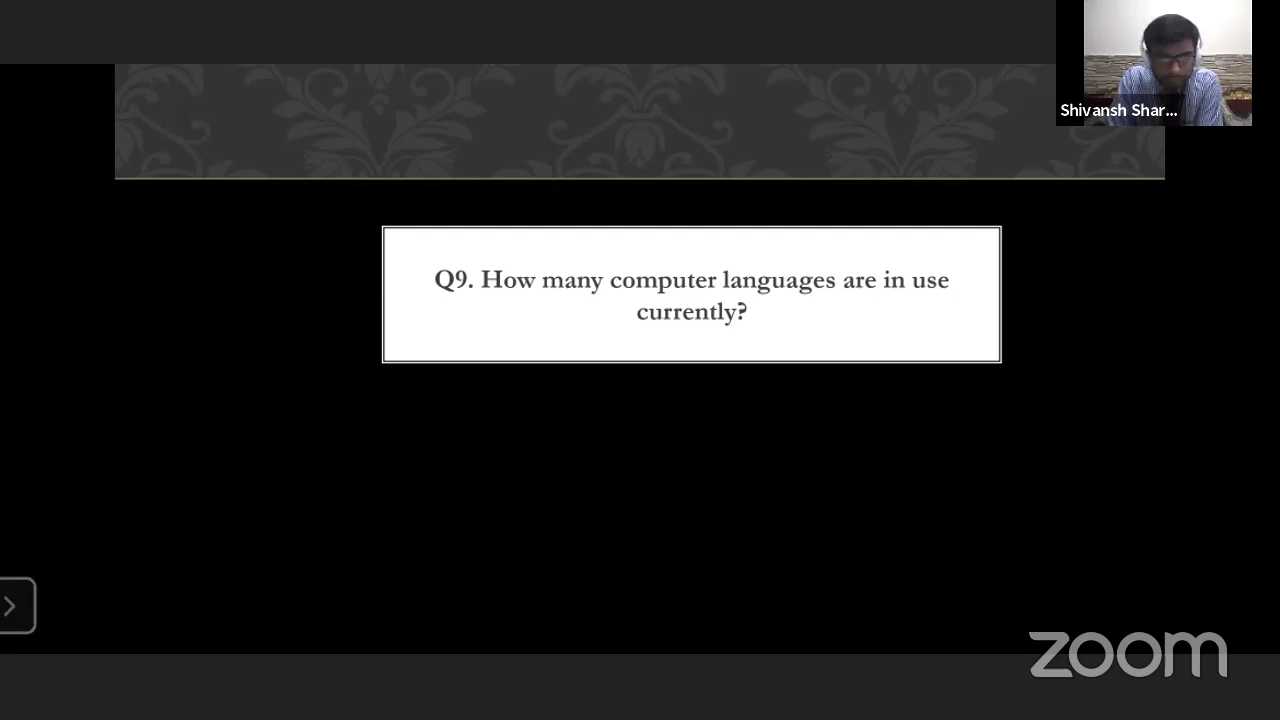 Shivansh Shar...
Q9. How many computer languages are in use
currently?
zoom